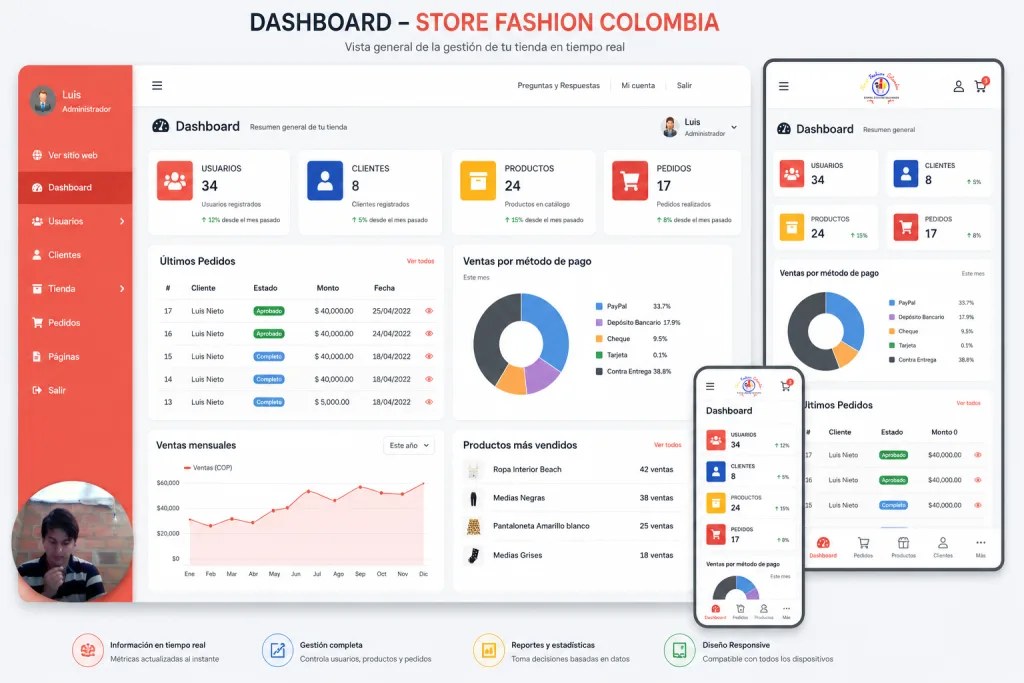 DASHBOARD – STORE FASHION COLOMBIA
Vista general de la gestión de tu tienda en tiempo real
Luis
Administrador
Ver sitio web
Dashboard
Usuarios
Clientes
Tienda
Pedidos
Páginas
Salir
Preguntas y Respuestas
Mi cuenta
Salir
Dashboard
Resumen general de tu tienda
Luis
Administrador
USUARIOS
34
Usuarios registrados
↑ 12% desde el mes pasado
CLIENTES
8
Clientes registrados
↑ 5% desde el mes pasado
PRODUCTOS
24
Productos en catálogo
↑ 15% desde el mes pasado
PEDIDOS
17
Pedidos realizados
↑ 8% desde el mes pasado
Últimos Pedidos
Ver todos
# Cliente Estado Monto Fecha
17 Luis Nieto Aprobado $ 40,000.00 25/04/2022
16 Luis Nieto Aprobado $ 40,000.00 24/04/2022
15 Luis Nieto Completo $ 40,000.00 18/04/2022
14 Luis Nieto Completo $ 40,000.00 18/04/2022
13 Luis Nieto Completo $ 5,000.00 18/04/2022
Ventas por método de pago
Este mes
PayPal 33.7%
Depósito Bancario 17.9%
Cheque 9.5%
Tarjeta 0.1%
Contra Entrega 38.8%
Ventas mensuales
Este año
Ventas (COP)
$60,000
$40,000
$20,000
$0
Ene Feb Mar Abr May Jun Jul Ago Sep Oct Nov Dic
Productos más vendidos
Ver todos
Ropa Interior Beach 42 ventas
Medias Negras 38 ventas
Pantaloneta Amarillo blanco 25 ventas
Medias Grises 18 ventas
Dashboard
Resumen general
USUARIOS
34
CLIENTES
8
↑ 5%
PRODUCTOS
24
↑ 15%
PEDIDOS
17
↑ 8%
Ventas por método de pago
Este mes
PayPal 33.7%
Depósito Bancario 17.9%
Cheque 9.5%
Tarjeta 0.1%
Contra Entrega 38.8%
Últimos Pedidos
Ver todos
# Cliente Estado Monto 0
17 Luis Nieto Aprobado $40,000.00
16 Luis Nieto Aprobado $40,000.00
15 Luis Nieto Completo $40,000.00
Dashboard
Pedidos
Productos
Clientes
Más
Dashboard
USUARIOS
34
↑ 12%
CLIENTES
8
↑ 5%
PRODUCTOS
24
↑ 15%
PEDIDOS
17
↑ 8%
Ventas por método de pago
Este mes
Dashboard
Pedidos
Productos
Más
Información en tiempo real
Métricas actualizadas al instante
Gestión completa
Controla usuarios, productos y pedidos
Reportes y estadísticas
Toma decisiones basadas en datos
Diseño Responsive
Compatible con todos los dispositivos